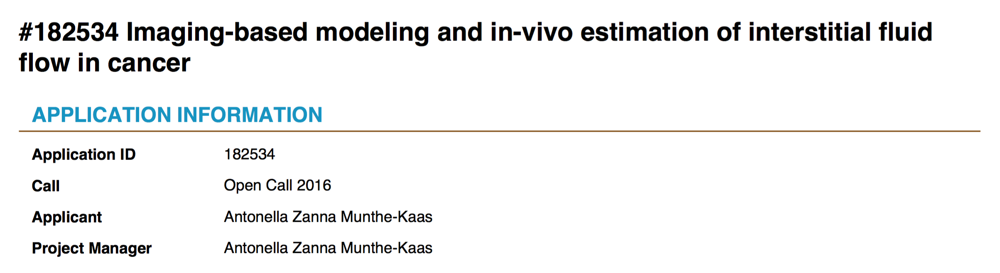 #182534 Imaging-based modeling and in-vivo estimation of interstitial fluid
flow in cancer
APPLICATION INFORMATION
Application ID 182534
Call Open Call 2016
Applicant Antonella Zanna Munthe-Kaas
Project Manager Antonella Zanna Munthe-Kaas